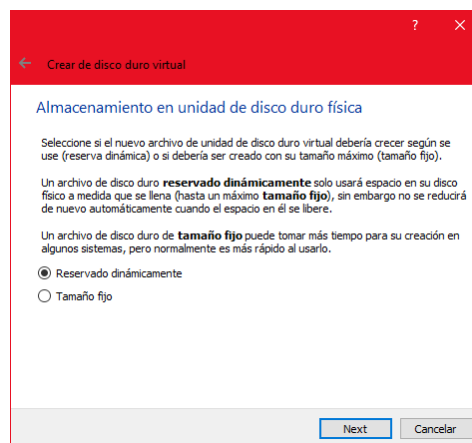 ?
Crear de disco duro virtual
Almacenamiento en unidad de disco duro física
Seleccione si el nuevo archivo de unidad de disco duro virtual debería crecer según se
use (reserva dinámica) o si debería ser creado con su tamaño máximo (tamaño fijo).
Un archivo de disco duro reservado dinámicamente solo usará espacio en su disco
físico a medida que se llena (hasta un máximo tamaño fijo), sin embargo no se reducirá
de nuevo automáticamente cuando el espacio en él se libere.
Un archivo de disco duro de tamaño fijo puede tomar más tiempo para su creación en
algunos sistemas, pero normalmente es más rápido al usarlo.
Reservado dinámicamente
Tamaño fijo
Next Cancelar